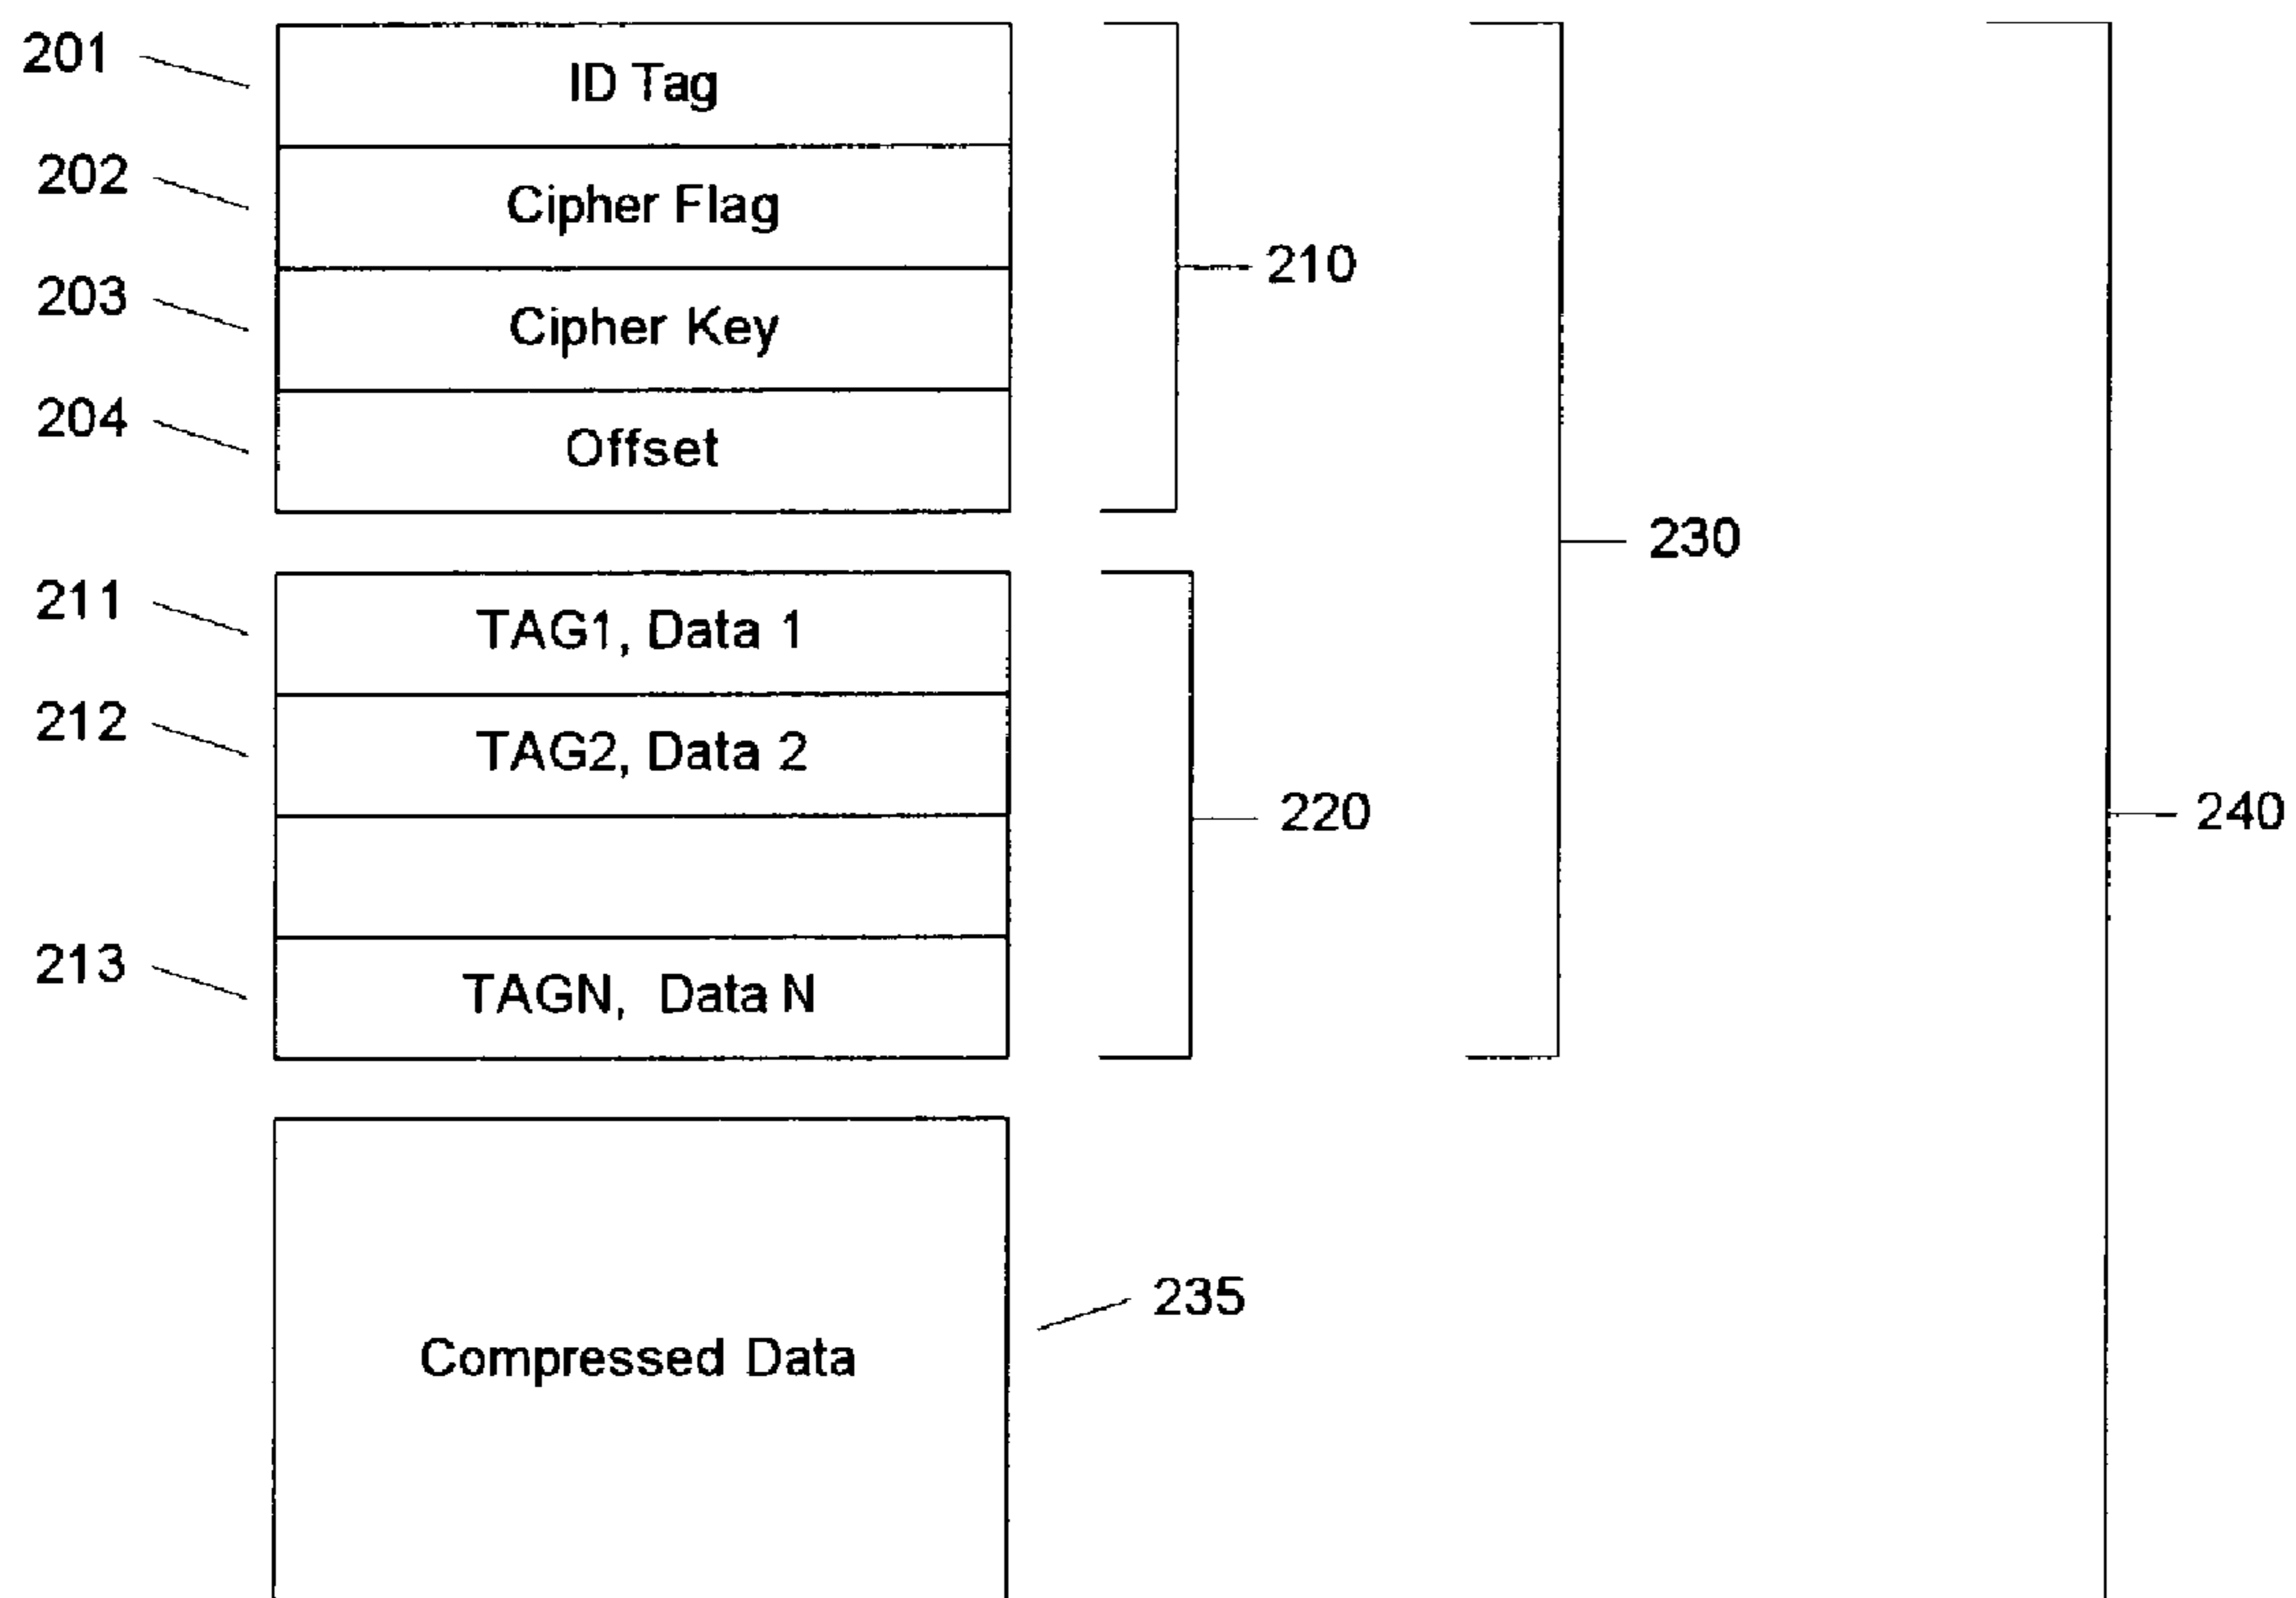 201
ID Tag
202
Cipher Flag
210
203
Cipher Key
204
Offset
230
211
TAG1, Data 1
212
TAG2, Data 2
220
240
213
TAGN, Data N
235
Compressed Data